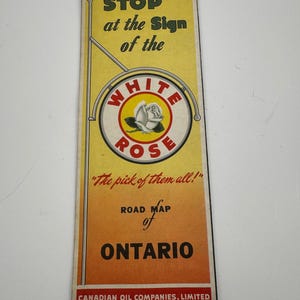 STOP
at the Sign
of the
WHITE
ROSE
"The pick of them all!"
ROAD MAP
of
ONTARIO
CANADIAN OIL COMPANIES, LIMITED